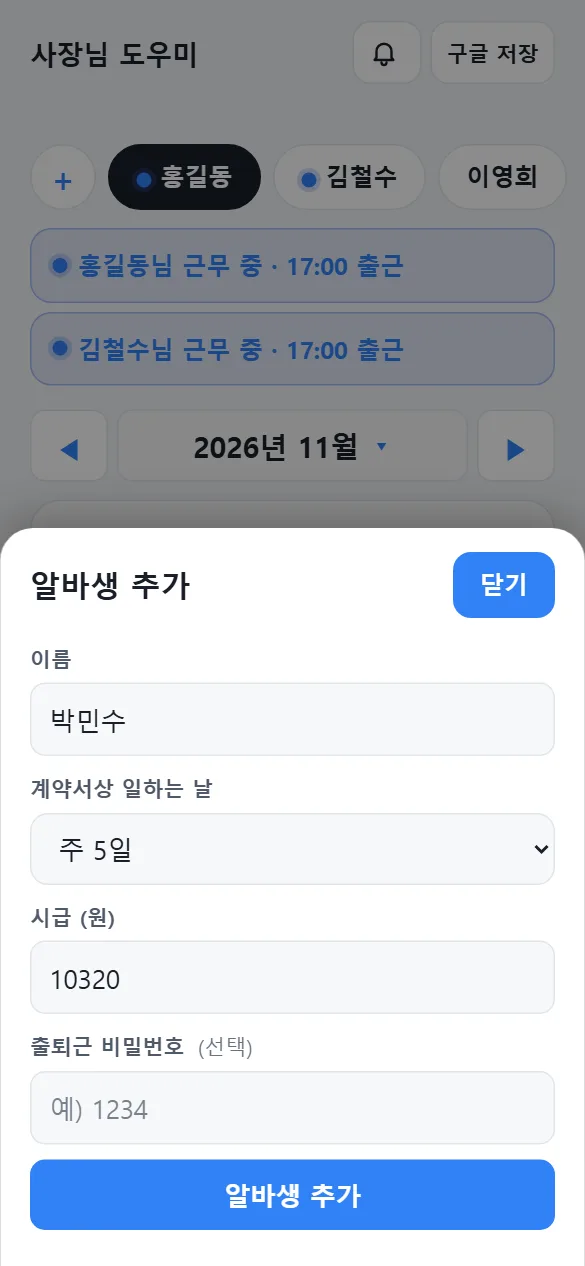 사장님 도우미
구글 저장
+ 홍길동 김철수 이영희
홍길동님 근무 중 · 17:00 출근
김철수님 근무 중 · 17:00 출근
◀ 2026년 11월 ▼ ▶
알바생 추가
닫기
이름
박민수
계약서상 일하는 날
주 5일
시급 (원)
10320
출퇴근 비밀번호 (선택)
예) 1234
알바생 추가